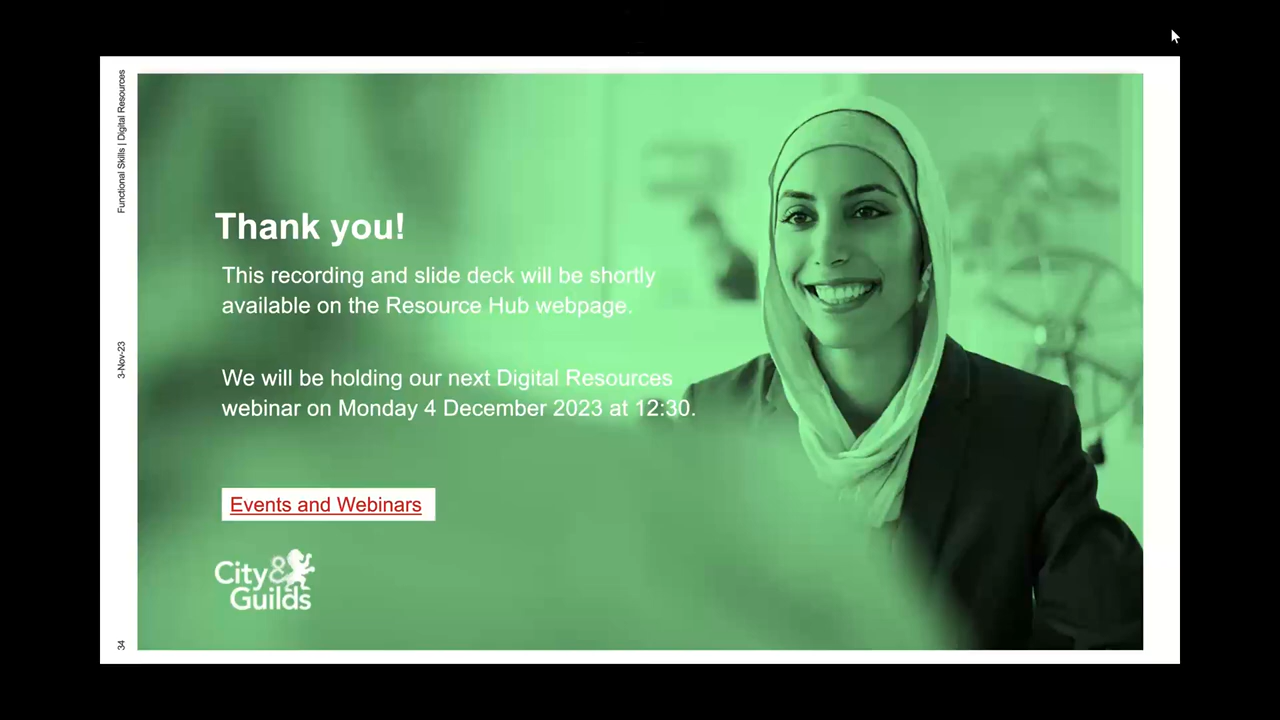 Functional Skills | Digital Resources
3-Nov-23
34
Thank you!
This recording and slide deck will be shortly
available on the Resource Hub webpage.
We will be holding our next Digital Resources
webinar on Monday 4 December 2023 at 12:30.
Events and Webinars
City&
Guilds